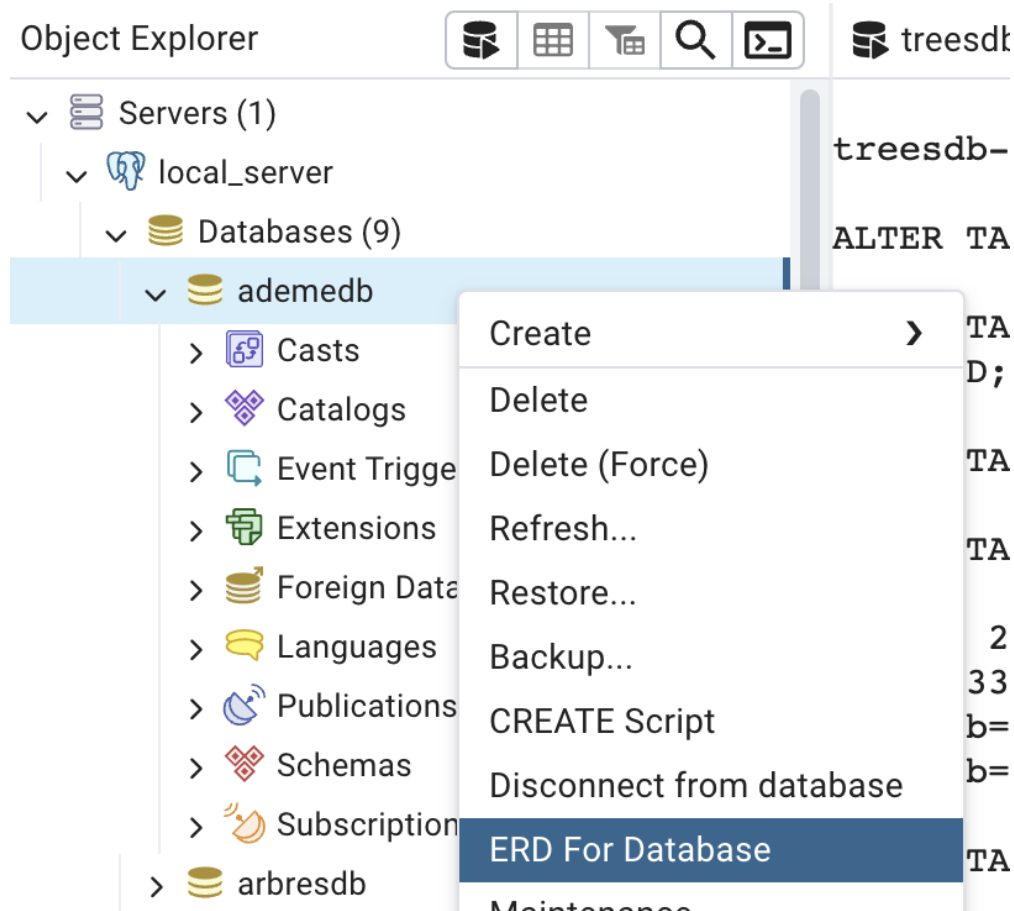 Object Explorer
treesdb
Servers (1)
treesdb-
local_server
Databases (9)
ALTER TA
ademedb
Create
TA
Casts
D;
Delete
Catalogs
TA
Delete (Force)
Event Trigge
Refresh...
Extensions
TA
Foreign Data
Restore...
Languages
2
Backup...
33
Publications
CREATE Script
b=
Schemas
b=
Disconnect from database
Subscription
ERD For Database
TA
arbresdb
Maintenance